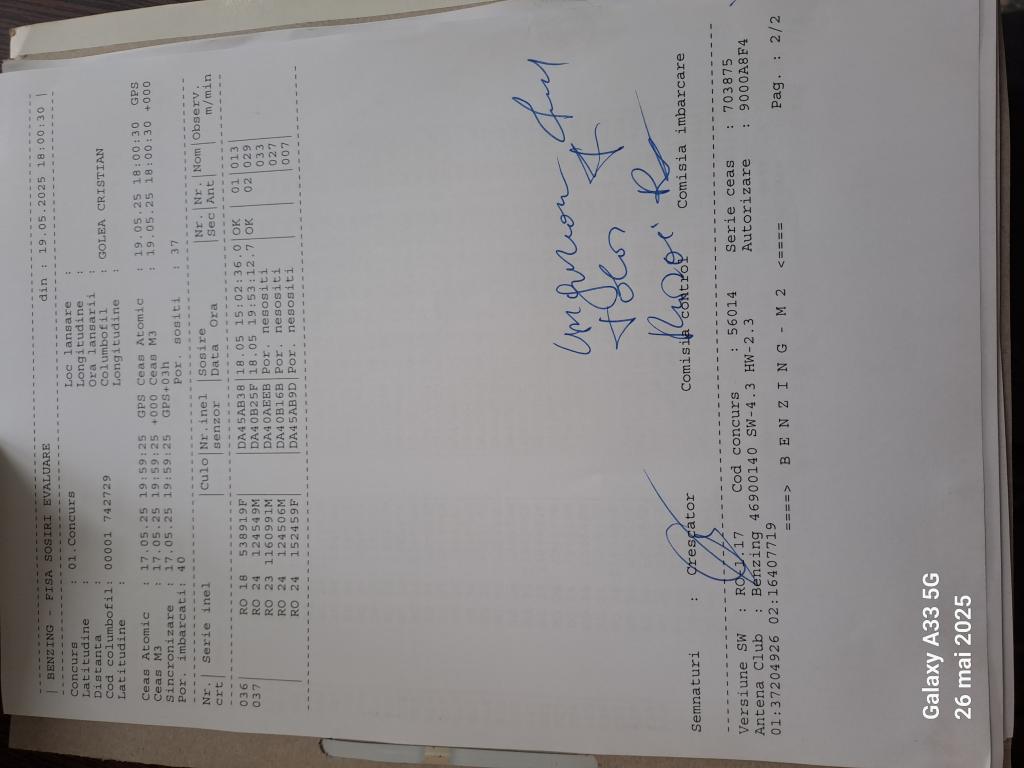 | BENZING - FISA SOSIRI EVALUARE din : 19.05.2025 18:00:30 |
Concurs : 01.Concurs Loc lansare :
Latitudine : Longitudine :
Distanta : Ora lansarii :
Cod columbofil: 00001 742729 Columbofil : GOLEA CRISTIAN
Latitudine : Longitudine :
Ceas Atomic : 17.05.25 19:59:25 GPS Ceas Atomic : 19.05.25 18:00:30 GPS
Ceas M3 : 17.05.25 19:59:25 +000 Ceas M3 : 19.05.25 18:00:30 +000
Sincronizare : 17.05.25 19:59:25 GPS+03h
Por. imbarcati: 40 Por. sositi : 37
Nr.| Serie inel |Culo|Nr.inel |Sosire |Nr. |Nr. |Nom|Observ.
crt| senzor Data Ora Sec|Ant m/min
036 RO 18 538919F |DA45AB38|18.05 15:02:36.0|OK 01|013|
037 RO 24 124549M |DA40B25F|18.05 19:53:12.7|OK 02 029
RO 23 1160991M |DA40AEEB|Por. nesositi 033
RO 24 124506M |DA40B16B|Por. nesositi 027
RO 24 152459F |DA45AB9D|Por. nesositi |007|
Semnaturi : Crescator Comisia control Comisia imbarcare
Versiune SW : Ro1.17 Cod concurs : 56014 Serie ceas : 703875
Antena Club : Benzing 46900140 SW-4.3 HW-2.3 Autorizare : 9000A8F4
01:37204926 02:16407719
====> B E N Z I N G - M 2 <==== Pag. : 2/2
Galaxy A33 5G
26 mai 2025